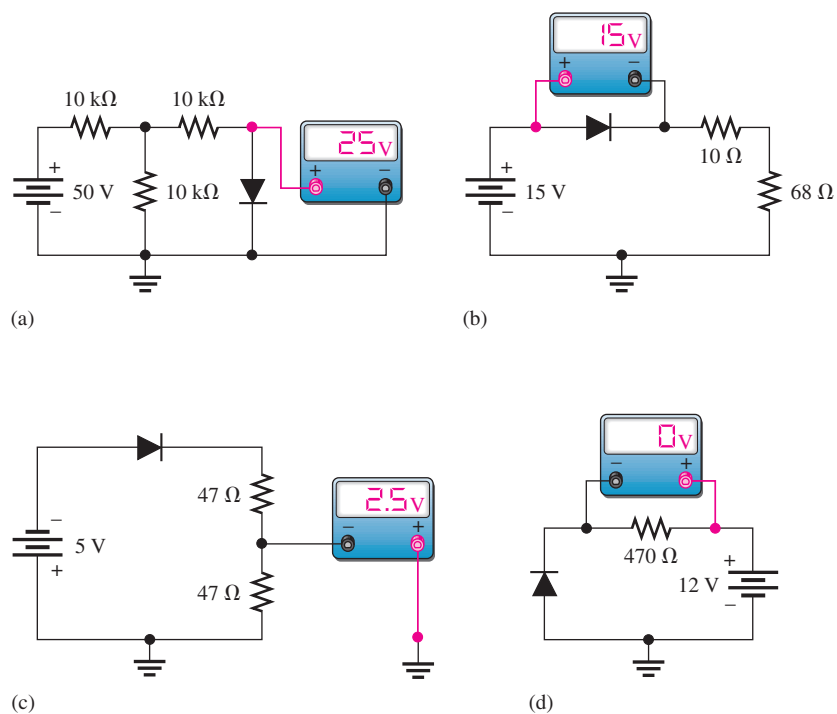 10 kΩ 10 kΩ
25V
+ −
+
50 V
−
10 kΩ
(a)
15V
+ −
10 Ω
+
15 V
−
68 Ω
(b)
47 Ω
−
5 V
+
2.5V
− +
47 Ω
(c)
0V
− +
470 Ω
+
12 V
−
(d)